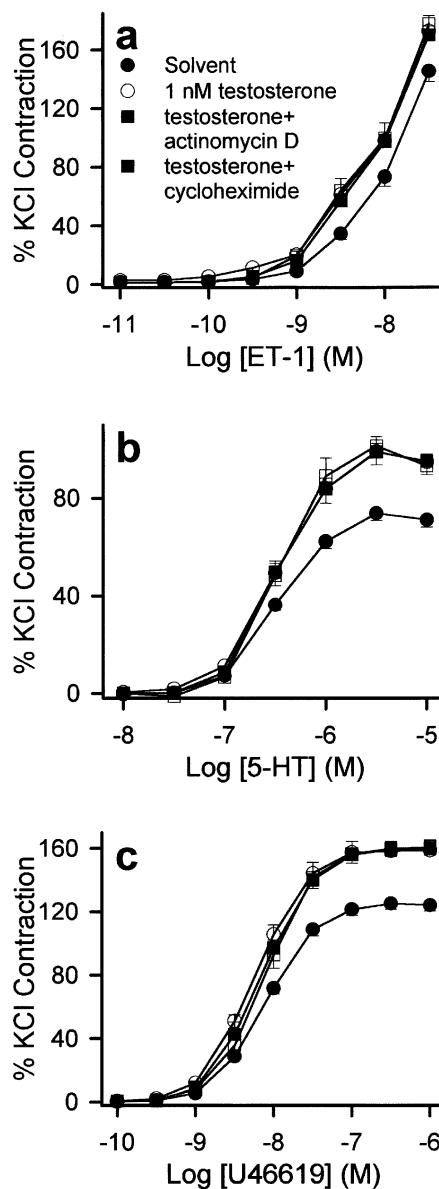 a
160
120
80
40
0
% KCl Contraction
Solvent
1 nM testosterone
testosterone+
actinomycin D
testosterone+
cycloheximide
-11 -10 -9 -8
Log [ET-1] (M)
b
80
40
0
% KCl Contraction
-8 -7 -6 -5
Log [5-HT] (M)
c
160
120
80
40
0
% KCl Contraction
-10 -9 -8 -7 -6
Log [U46619] (M)